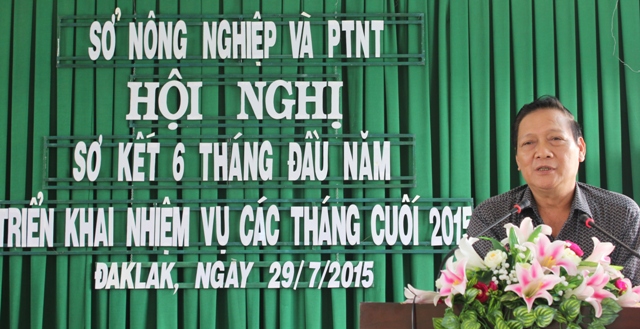 SỞ NÔNG NGHIỆP VÀ PTNT
HỘI NGHỊ
SƠ KẾT 6 THÁNG ĐẦU NĂM
TRIỂN KHAI NHIỆM VỤ CÁC THÁNG CUỐI 2015
ĐAKLAK, NGÀY 29/7/2015